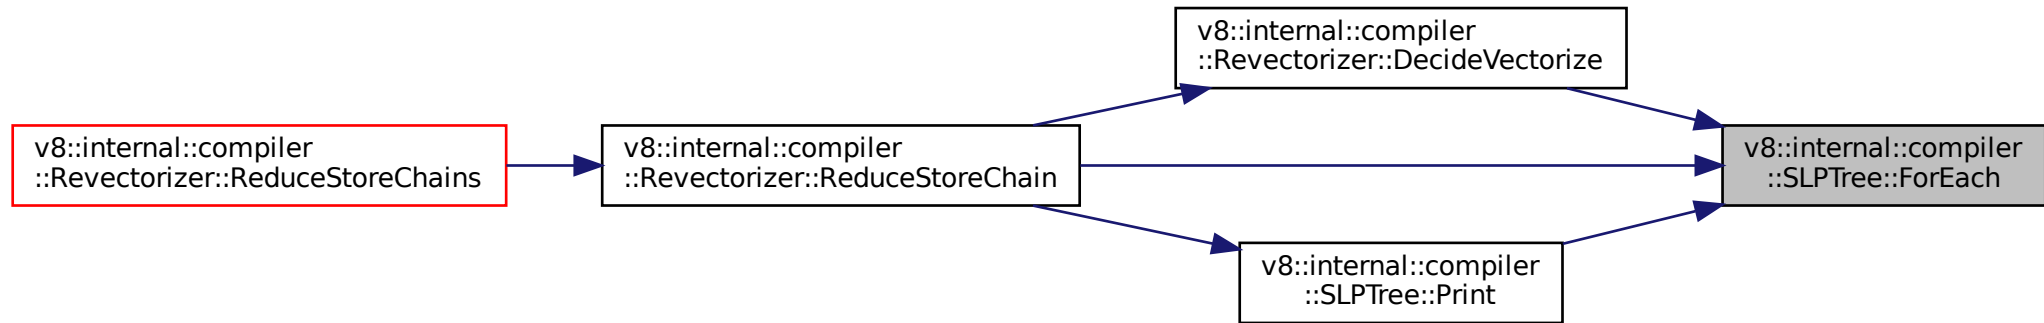 v8::internal::compiler
::Revectorizer::ReduceStoreChains
v8::internal::compiler
::Revectorizer::ReduceStoreChain
v8::internal::compiler
::Revectorizer::DecideVectorize
v8::internal::compiler
::SLPTree::Print
v8::internal::compiler
::SLPTree::ForEach